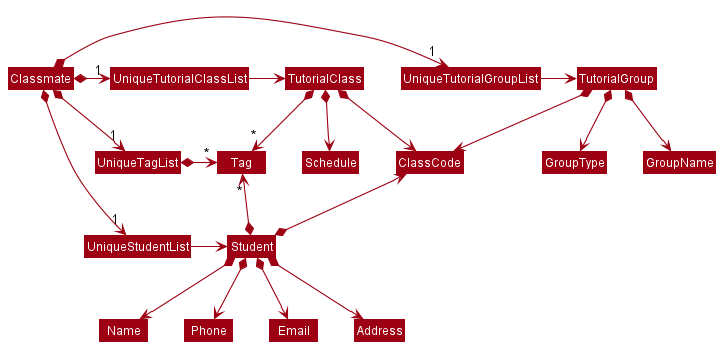 1
Classmate
1
UniqueTutorialClassList
TutorialClass
UniqueTutorialGroupList
TutorialGroup
1
*
*
UniqueTagList
Tag
Schedule
ClassCode
GroupType
GroupName
*
1
UniqueStudentList
Student
Name
Phone
Email
Address